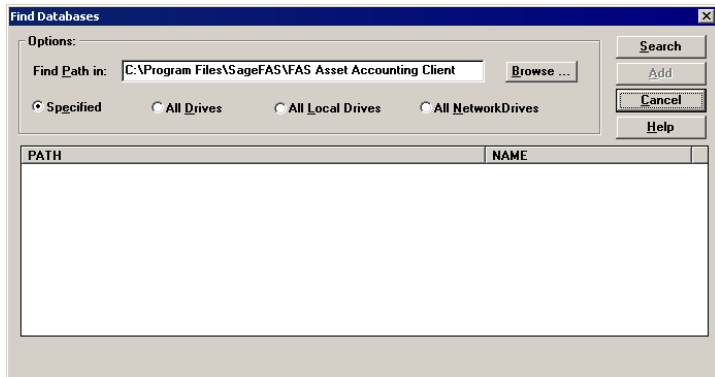 Find Databases
Options:
Find Path in: C:\Program Files\SageFAS\FAS Asset Accounting Client Browse ...
Specified All Drives All Local Drives All NetworkDrives
Search
Add
Cancel
Help
PATH NAME